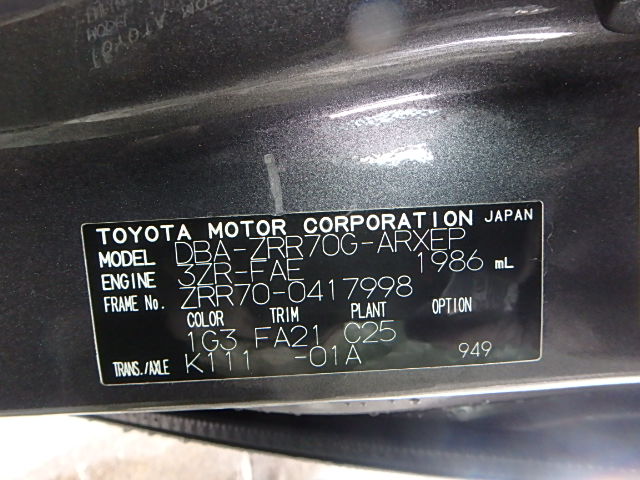 TOYOTA MOTOR CORPORATION JAPAN
MODEL DBA-ZRR70G-ARXEP
ENGINE 3ZR-FAE 1986 mL
FRAME No. ZRR70-0417998
COLOR TRIM PLANT OPTION
1G3 FA21 C25
TRANS./AXLE K111 -01A 949